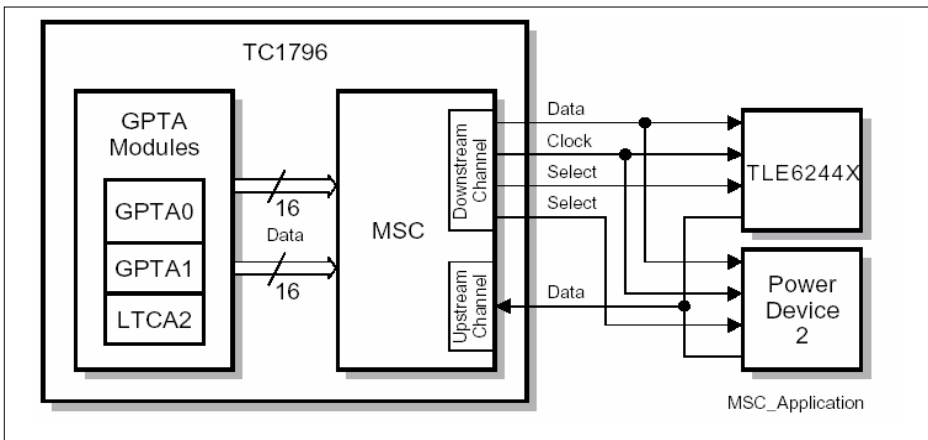 TC1796
GPTA
Modules
GPTA0
GPTA1
LTCA2
16
Data
16
MSC
Downstream
Channel
Upstream
Channel
Data
Clock
Select
Select
Data
TLE6244X
Power
Device
2
MSC_Application